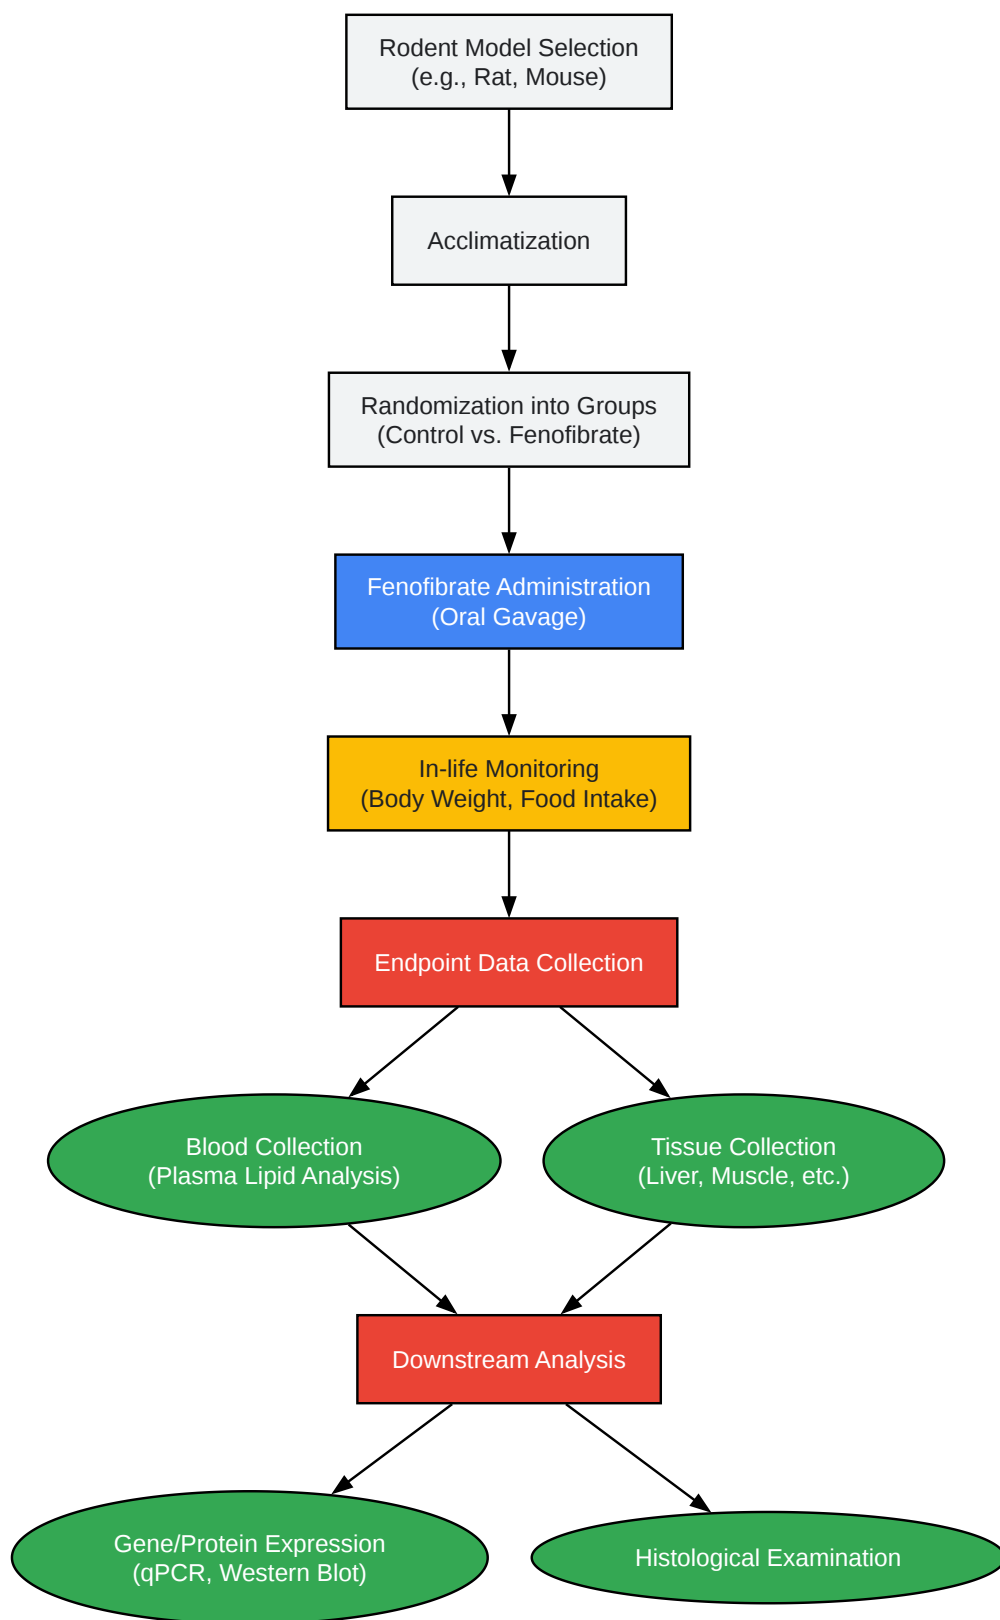 Rodent Model Selection
(e.g., Rat, Mouse)
Acclimatization
Randomization into Groups
(Control vs. Fenofibrate)
Fenofibrate Administration
(Oral Gavage)
In-life Monitoring
(Body Weight, Food Intake)
Endpoint Data Collection
Blood Collection
(Plasma Lipid Analysis)
Tissue Collection
(Liver, Muscle, etc.)
Downstream Analysis
Gene/Protein Expression
(qPCR, Western Blot)
Histological Examination